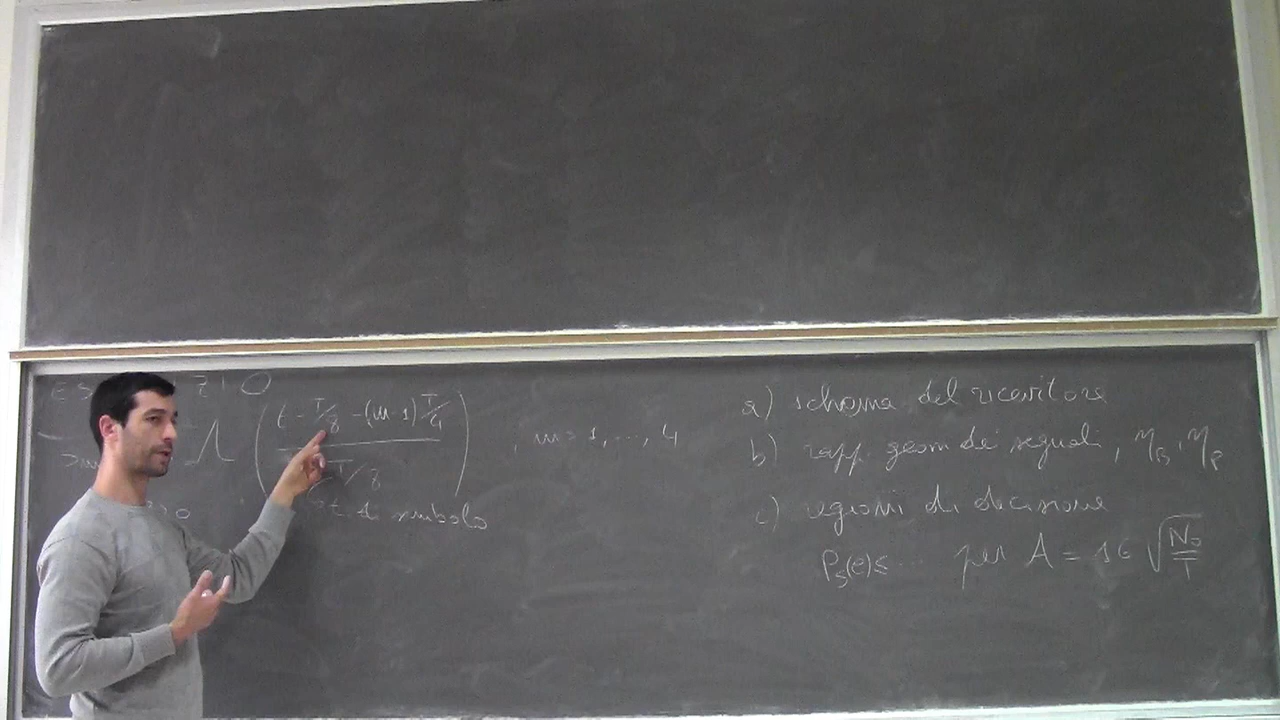 Λ ( (t - T/8 - (m-1) T/4) / (T/8) ) , m = 1, ..., 4
di simbolo
a) schema del ricevitore
b) rapp. geom dei segnali, η_B, η_P
c) regioni di decisione
P_S(e) ≤ ... per A = 16 √(N₀/T)